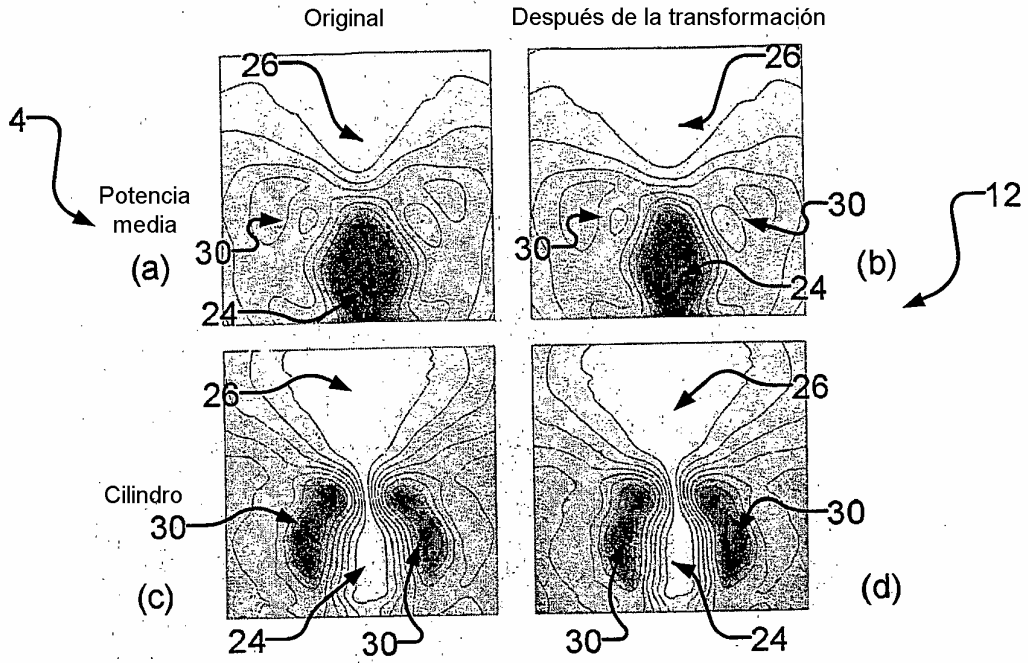 Original
Después de la transformación
26
26
4
Potencia
media
30
30
30
12
(a)
(b)
24
24
26
26
Cilindro
30
30
(c)
(d)
24
30
30
24